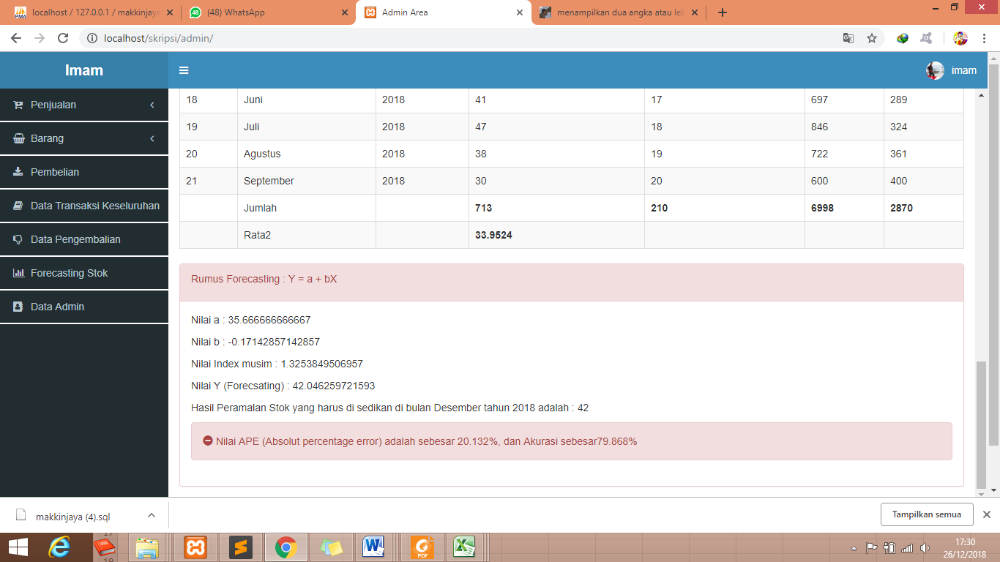 localhost / 127.0.0.1 / makkinjaya
(48) WhatsApp
Admin Area
menampilkan dua angka atau leb
localhost/skripsi/admin/
Imam
imam
Penjualan
Barang
Pembelian
Data Transaksi Keseluruhan
Data Pengembalian
Forecasting Stok
Data Admin
18 Juni 2018 41 17 697 289
19 Juli 2018 47 18 846 324
20 Agustus 2018 38 19 722 361
21 September 2018 30 20 600 400
Jumlah 713 210 6998 2870
Rata2 33.9524
Rumus Forecasting : Y = a + bX
Nilai a : 35.666666666667
Nilai b : -0.17142857142857
Nilai Index musim : 1.3253849506957
Nilai Y (Forecsating) : 42.046259721593
Hasil Peramalan Stok yang harus di sedikan di bulan Desember tahun 2018 adalah : 42
Nilai APE (Absolut percentage error) adalah sebesar 20.132%, dan Akurasi sebesar79.868%
makkinjaya (4).sql
Tampilkan semua
17:30
26/12/2018